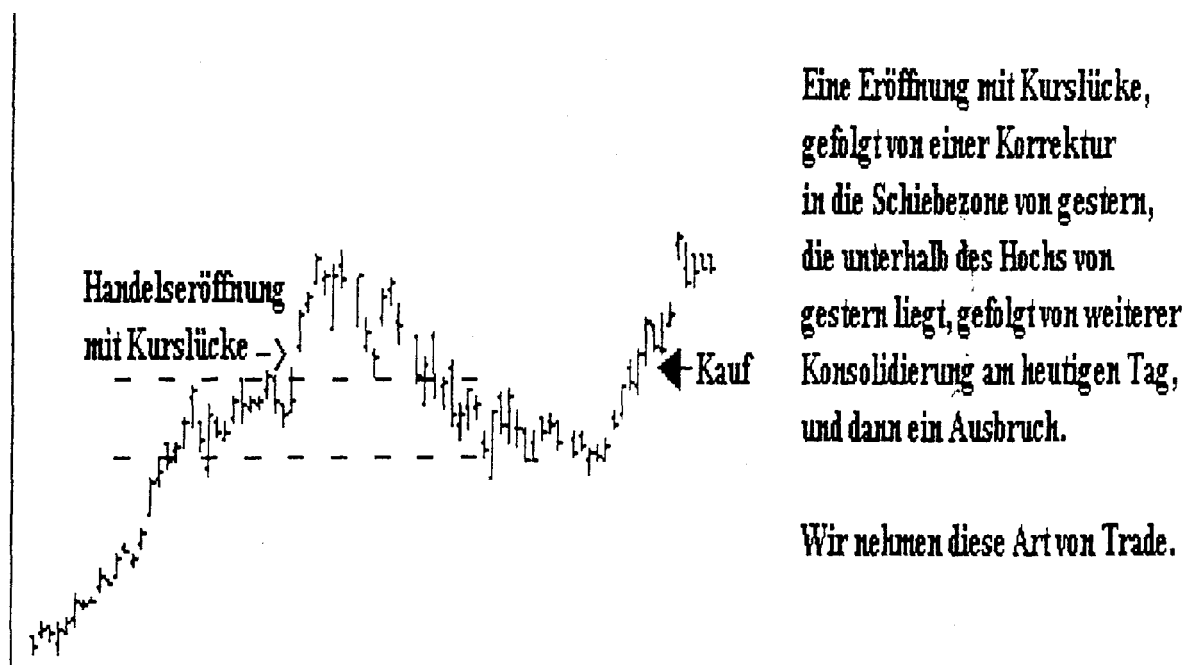 Eine Eröffnung mit Kurslücke,
gefolgt von einer Korrektur
in die Schiebezone von gestern,
die unterhalb des Hochs von
gestern liegt, gefolgt von weiterer
Konsolidierung am heutigen Tag,
und dann ein Ausbruch.
Wir nehmen diese Art von Trade.
Handelseröffnung
mit Kurslücke
Kauf